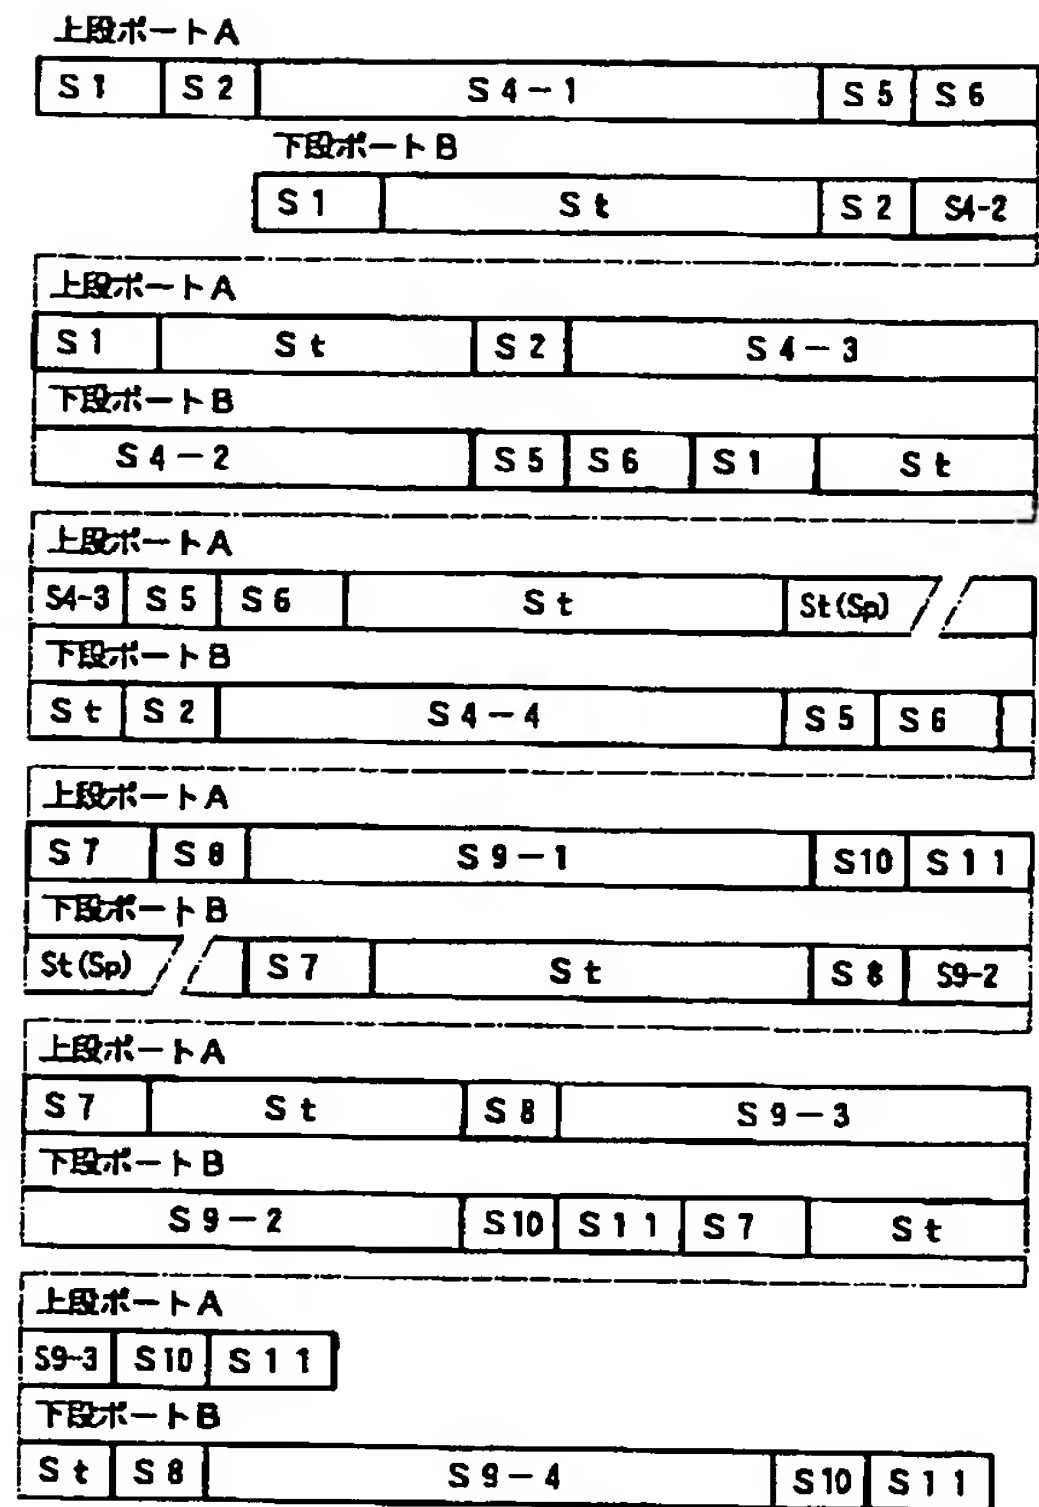 上段ポートA
S1 S2 S4-1 S5 S6
下段ポートB
S1 St S2 S4-2
上段ポートA
S1 St S2 S4-3
下段ポートB
S4-2 S5 S6 S1 St
上段ポートA
S4-3 S5 S6 St St(Sp)
下段ポートB
St S2 S4-4 S5 S6
上段ポートA
S7 S8 S9-1 S10 S11
下段ポートB
St(Sp) S7 St S8 S9-2
上段ポートA
S7 St S8 S9-3
下段ポートB
S9-2 S10 S11 S7 St
上段ポートA
S9-3 S10 S11
下段ポートB
St S8 S9-4 S10 S11